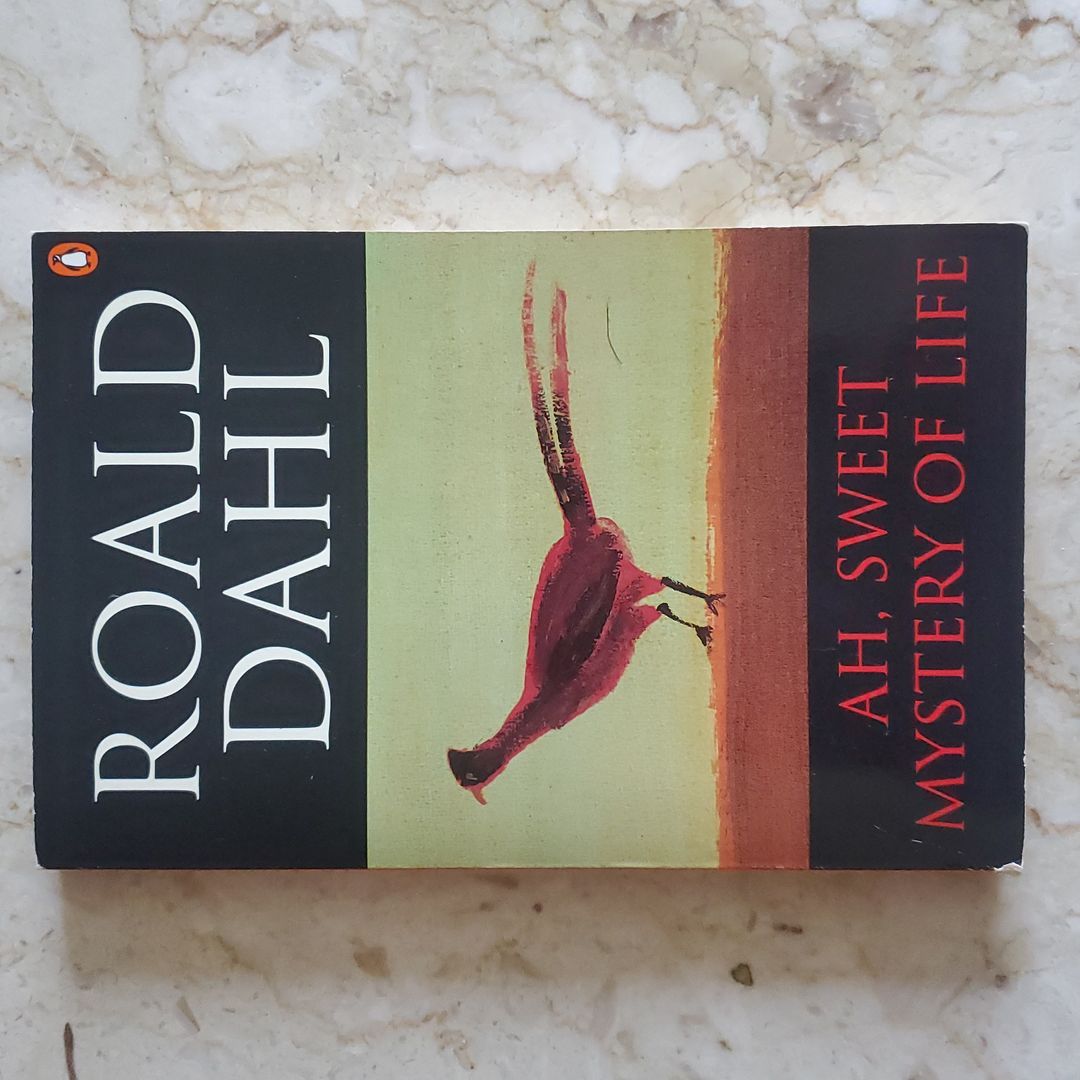 ROALD
DAHL
AH, SWEET
MYSTERY OF LIFE